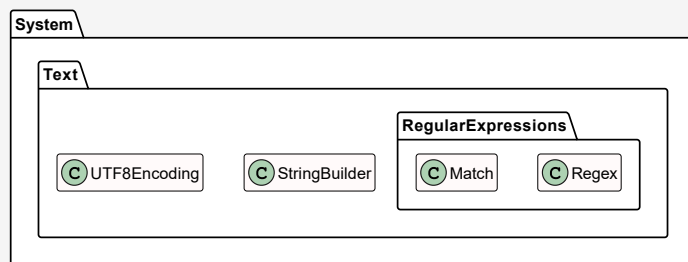 System
Text
RegularExpressions
C UTF8Encoding
C StringBuilder
C Match
C Regex